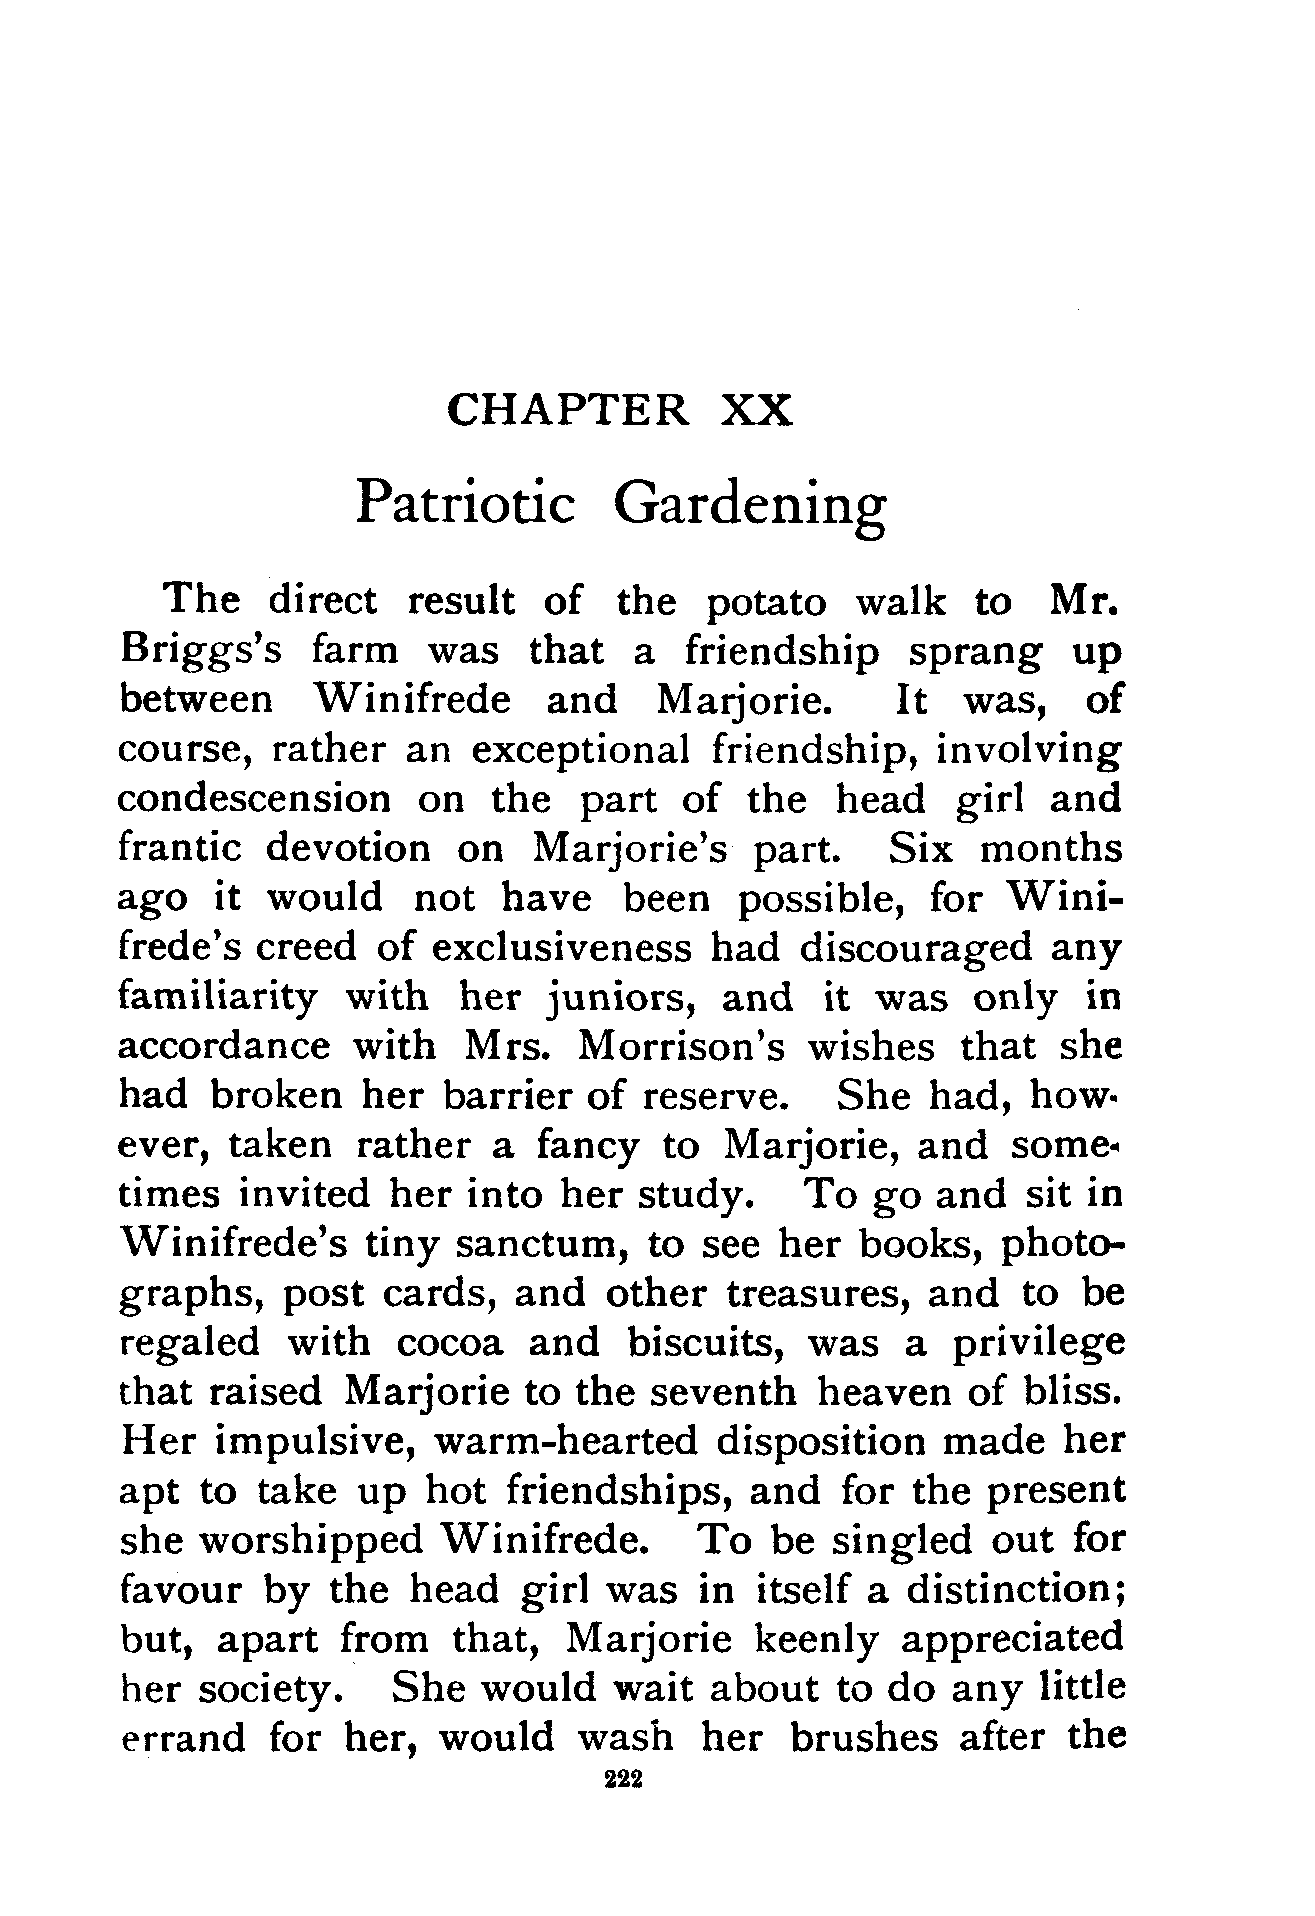 CHAPTER XX
Patriotic Gardening
The direct result of the potato walk to Mr.
Briggs's farm was that a friendship sprang up
between Winifrede and Marjorie. It was, of
course, rather an exceptional friendship, involving
condescension on the part of the head girl and
frantic devotion on Marjorie's part. Six months
ago it would not have been possible, for Wini-
frede's creed of exclusiveness had discouraged any
familiarity with her juniors, and it was only in
accordance with Mrs. Morrison's wishes that she
had broken her barrier of reserve. She had, how-
ever, taken rather a fancy to Marjorie, and some-
times invited her into her study. To go and sit in
Winifrede's tiny sanctum, to see her books, photo-
graphs, post cards, and other treasures, and to be
regaled with cocoa and biscuits, was a privilege
that raised Marjorie to the seventh heaven of bliss.
Her impulsive, warm-hearted disposition made her
apt to take up hot friendships, and for the present
she worshipped Winifrede. To be singled out for
favour by the head girl was in itself a distinction;
but, apart from that, Marjorie keenly appreciated
her society. She would wait about to do any little
errand for her, would wash her brushes after the
222